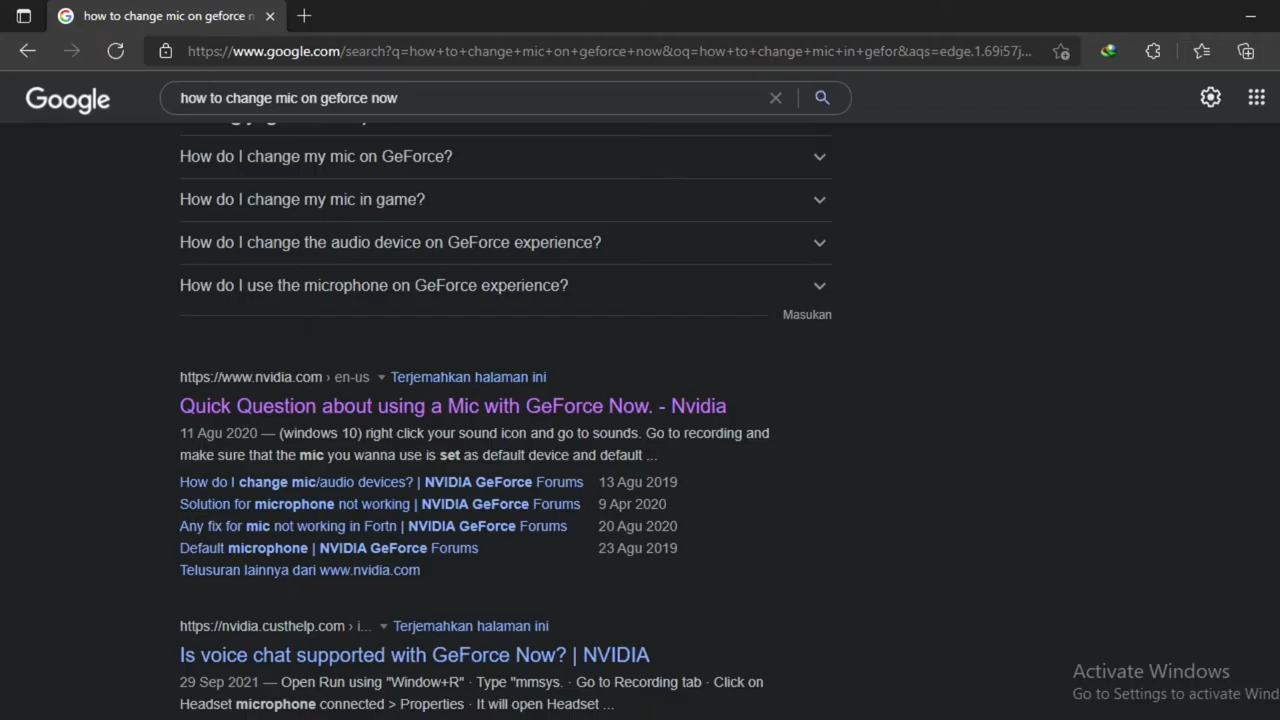 how to change mic on geforce n
https://www.google.com/search?q=how+to+change+mic+on+geforce+now&oq=how+to+change+mic+in+gefor&aqs=edge.1.69i57j...
Google
how to change mic on geforce now
How do I change my mic on GeForce?
How do I change my mic in game?
How do I change the audio device on GeForce experience?
How do I use the microphone on GeForce experience?
Masukan
https://www.nvidia.com › en-us Terjemahkan halaman ini
Quick Question about using a Mic with GeForce Now. - Nvidia
11 Agu 2020 — (windows 10) right click your sound icon and go to sounds. Go to recording and
make sure that the mic you wanna use is set as default device and default ...
How do I change mic/audio devices? | NVIDIA GeForce Forums 13 Agu 2019
Solution for microphone not working | NVIDIA GeForce Forums 9 Apr 2020
Any fix for mic not working in Fortn | NVIDIA GeForce Forums 20 Agu 2020
Default microphone | NVIDIA GeForce Forums 23 Agu 2019
Telusuran lainnya dari www.nvidia.com
https://nvidia.custhelp.com › i... Terjemahkan halaman ini
Is voice chat supported with GeForce Now? | NVIDIA
29 Sep 2021 — Open Run using "Window+R" · Type "mmsys. · Go to Recording tab · Click on
Headset microphone connected > Properties · It will open Headset ...
Activate Windows
Go to Settings to activate Wind